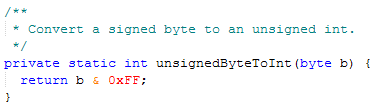 /**
 * Convert a signed byte to an unsigned int.
 */
private static int unsignedByteToInt(byte b) {
  return b & 0xFF;
}